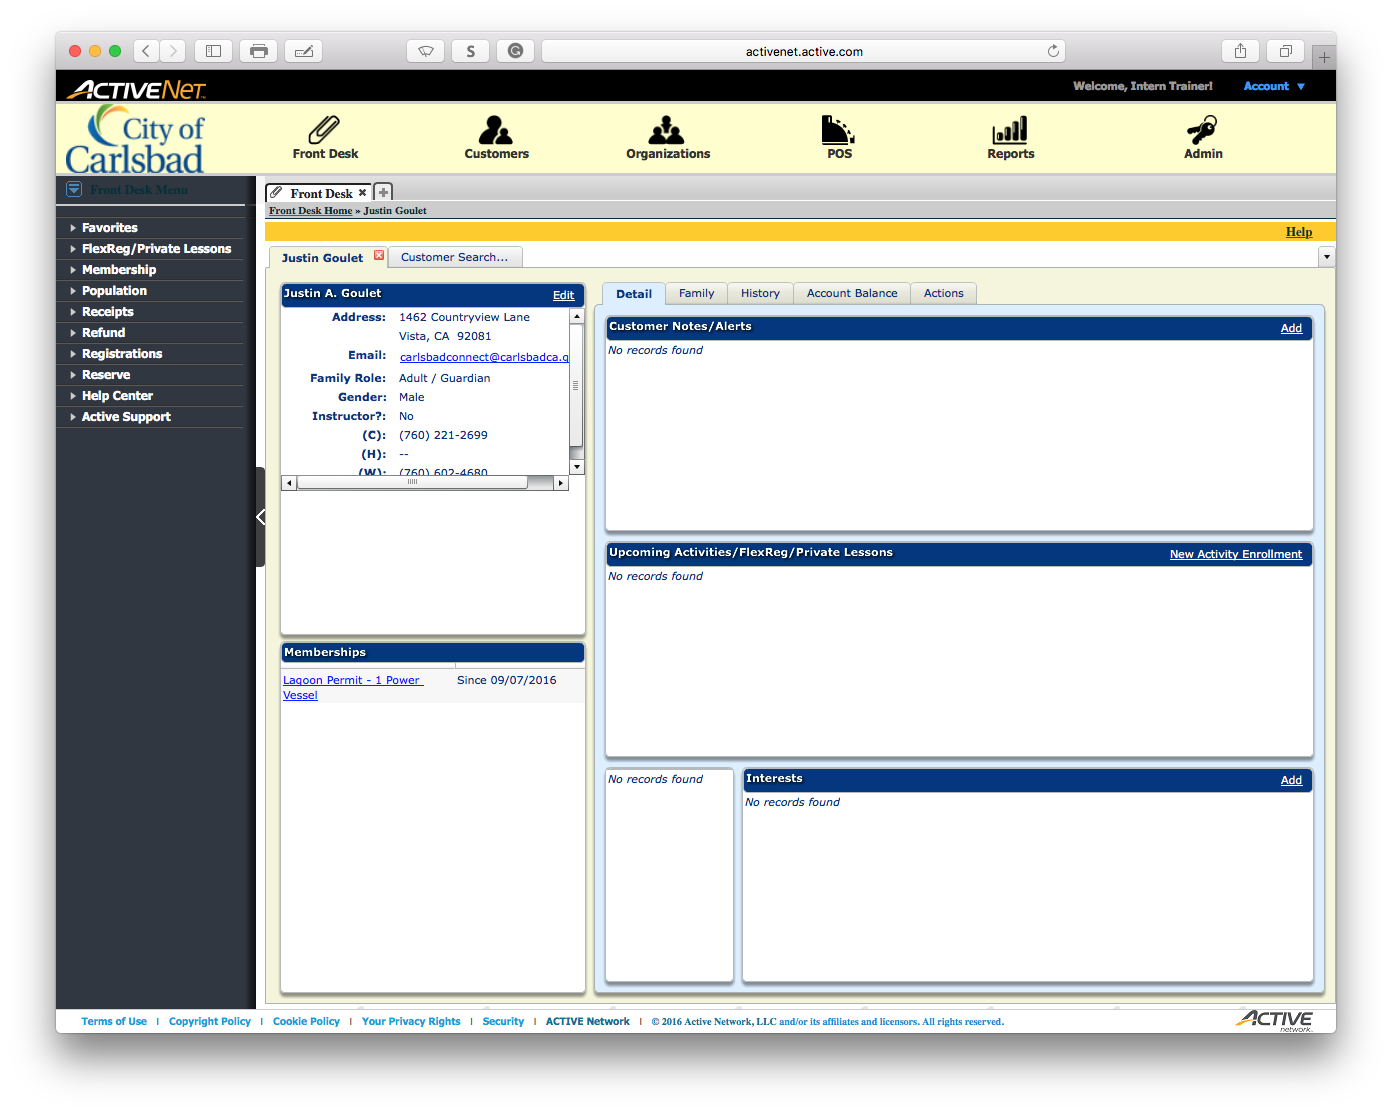 S
activenet.active.com
ACTIVENET
Welcome, Intern Trainer!
Account
City of
Carlsbad
Front Desk
Customers
Organizations
POS
Reports
Admin
Front Desk Menu
Favorites
FlexReg/Private Lessons
Membership
Population
Receipts
Refund
Registrations
Reserve
Help Center
Active Support
Front Desk
Front Desk Home » Justin Goulet
Help
Justin Goulet
Customer Search...
Justin A. Goulet
Edit
Address: 1462 Countryview Lane
Vista, CA 92081
Email: carlsbadconnect@carlsbadca.g
Family Role: Adult / Guardian
Gender: Male
Instructor?: No
(C): (760) 221-2699
(H): --
(W): (760) 602-4680
Memberships
Lagoon Permit - 1 Power
Vessel
Since 09/07/2016
Detail
Family
History
Account Balance
Actions
Customer Notes/Alerts
Add
No records found
Upcoming Activities/FlexReg/Private Lessons
New Activity Enrollment
No records found
No records found
Interests
Add
No records found
Terms of Use | Copyright Policy | Cookie Policy | Your Privacy Rights | Security | ACTIVE Network | © 2016 Active Network, LLC and/or its affiliates and licensors. All rights reserved.
ACTIVE
network